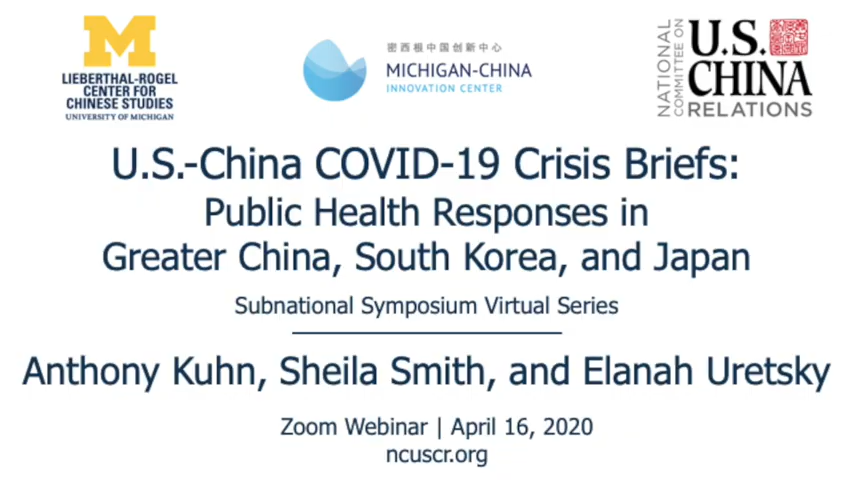 M
LIEBERTHAL-ROGEL
CENTER FOR
CHINESE STUDIES
UNIVERSITY OF MICHIGAN
密西根中国创新中心
MICHIGAN-CHINA
INNOVATION CENTER
NATIONAL
COMMITTEE ON
U.S.
CHINA
RELATIONS
U.S.-China COVID-19 Crisis Briefs:
Public Health Responses in
Greater China, South Korea, and Japan
Subnational Symposium Virtual Series
Anthony Kuhn, Sheila Smith, and Elanah Uretsky
Zoom Webinar | April 16, 2020
ncuscr.org